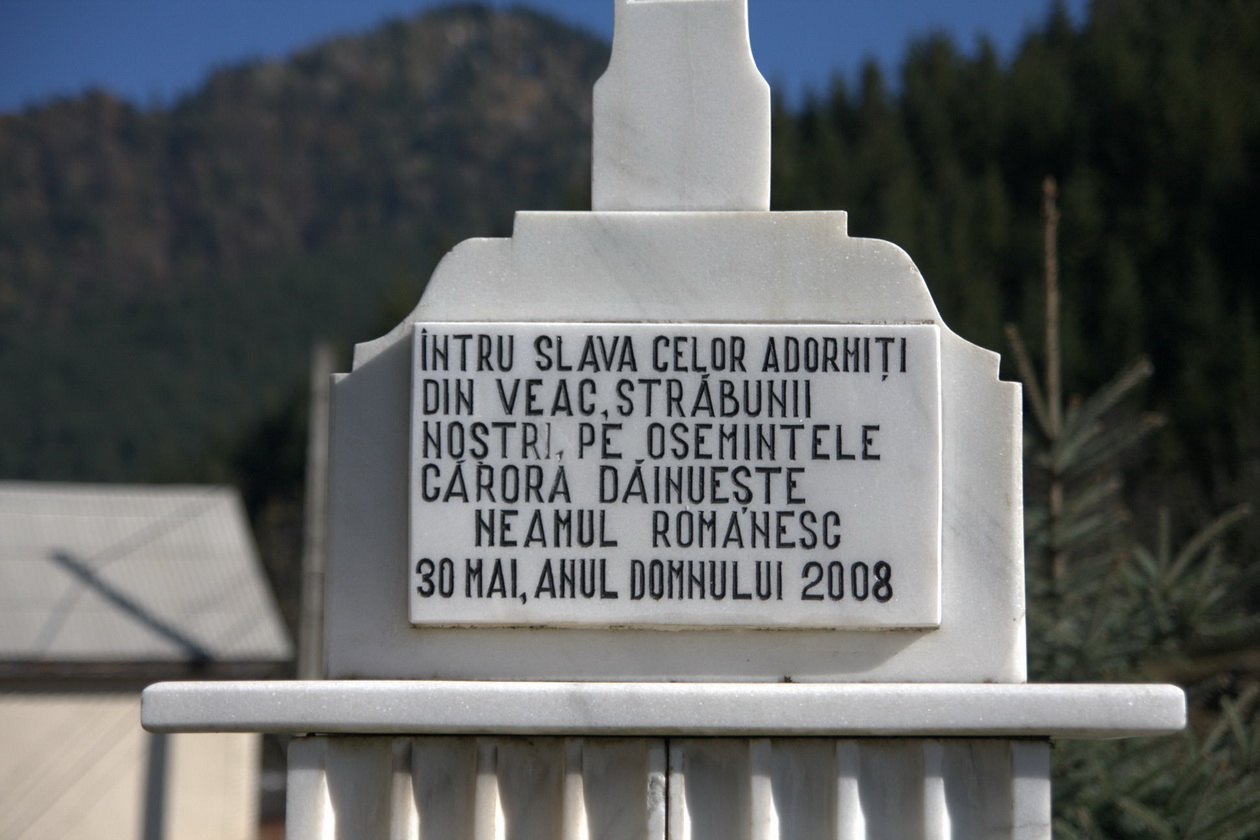 ÎNTRU SLAVA CELOR ADORMIȚI
DIN VEAC, STRĂBUNII
NOȘTRI, PE OSEMINTELE
CĂRORA DĂINUEȘTE
NEAMUL ROMÂNESC
30 MAI, ANUL DOMNULUI 2008